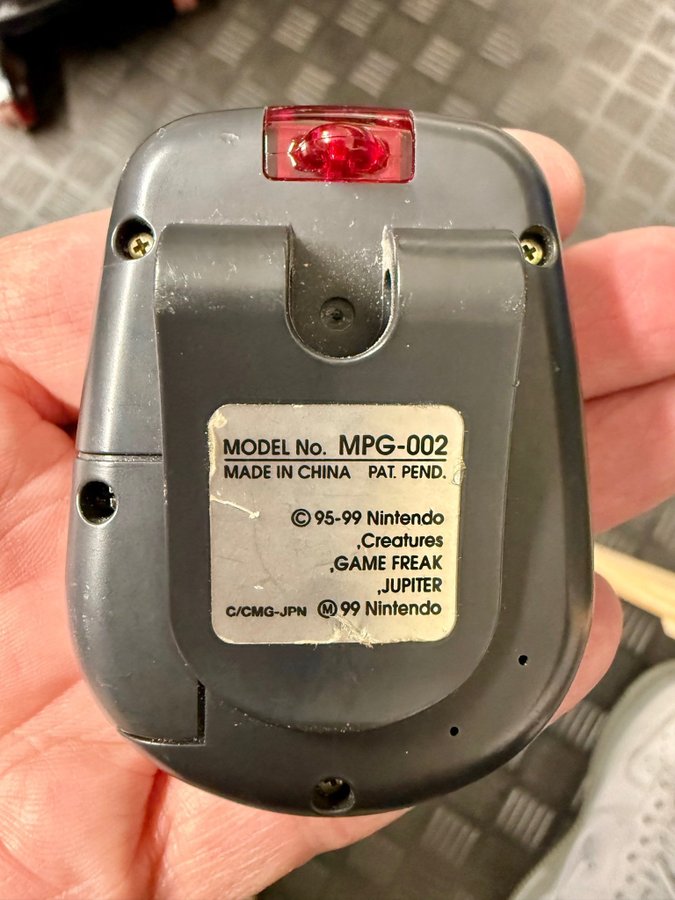 MODEL No. MPG-002
MADE IN CHINA PAT. PEND.
© 95-99 Nintendo
,Creatures
,GAME FREAK
,JUPITER
C/CMG-JPN Ⓜ 99 Nintendo